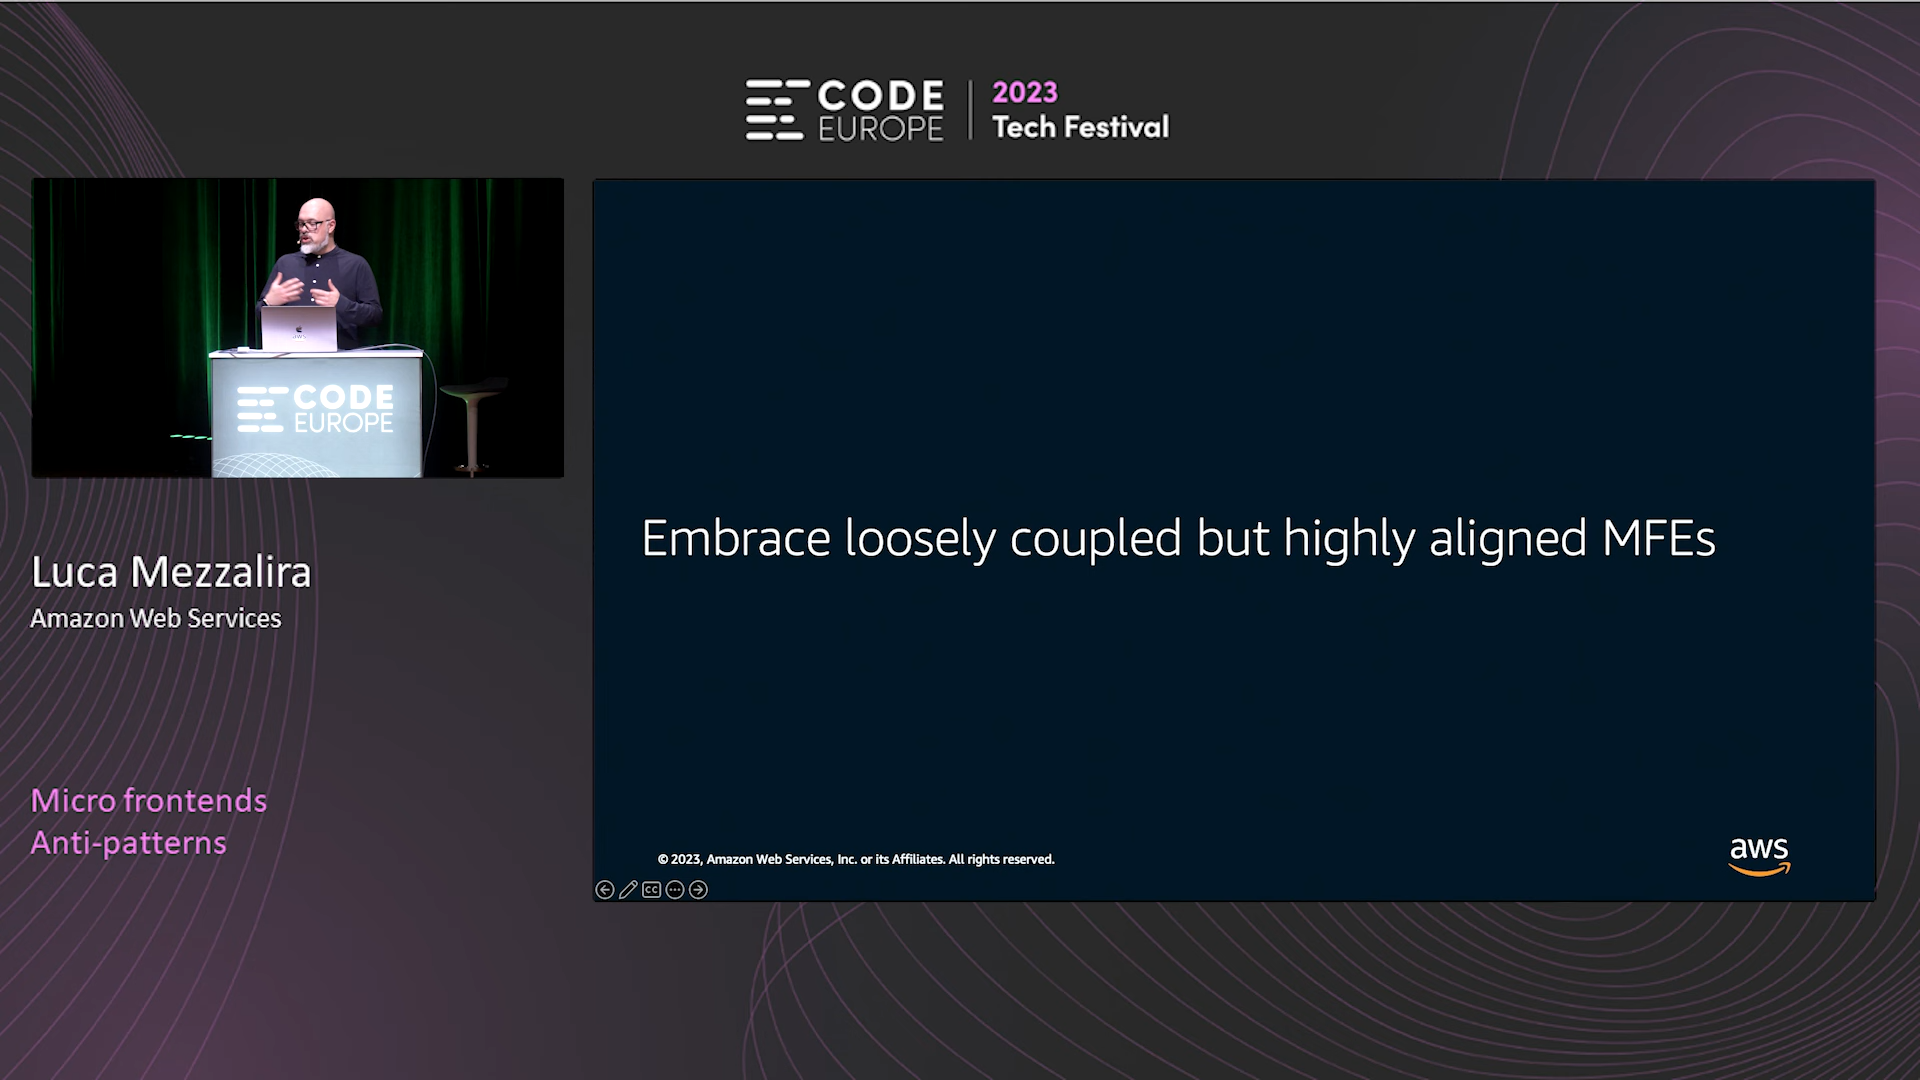 CODE
EUROPE
2023
Tech Festival
CODE
EUROPE
Luca Mezzalira
Amazon Web Services
Micro frontends
Anti-patterns
Embrace loosely coupled but highly aligned MFEs
© 2023, Amazon Web Services, Inc. or its Affiliates. All rights reserved.
aws
CC